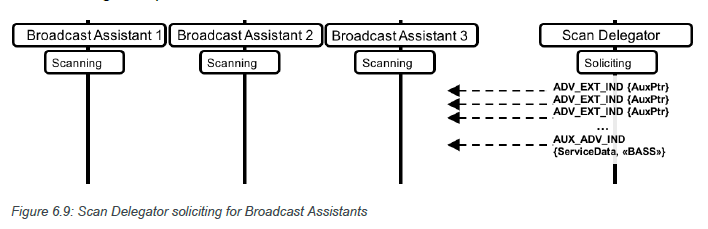 Broadcast Assistant 1
Broadcast Assistant 2
Broadcast Assistant 3
Scan Delegator
Scanning
Scanning
Scanning
Soliciting
ADV_EXT_IND {AuxPtr}
ADV_EXT_IND {AuxPtr}
ADV_EXT_IND {AuxPtr}
...
AUX_ADV_IND
{ServiceData, «BASS»}
Figure 6.9: Scan Delegator soliciting for Broadcast Assistants